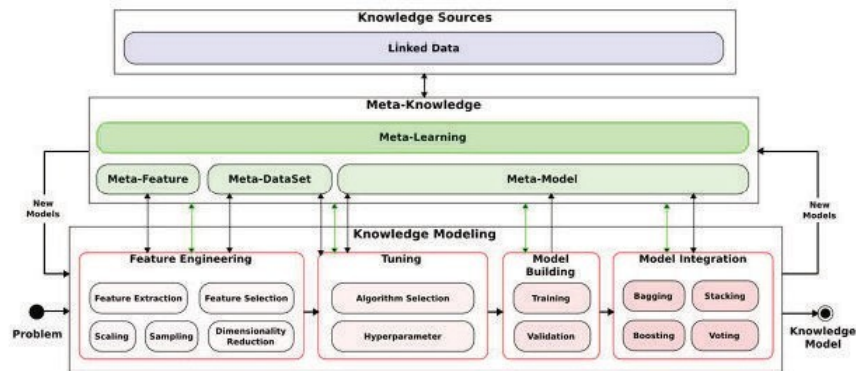 Knowledge Sources
Linked Data
Meta-Knowledge
Meta-Learning
Meta-Feature
Meta-DataSet
Meta-Model
New
Models
New
Models
Knowledge Modeling
Feature Engineering
Feature Extraction
Feature Selection
Scaling
Sampling
Dimensionality
Reduction
Tuning
Algorithm Selection
Hyperparameter
Model
Building
Training
Validation
Model Integration
Bagging
Stacking
Boosting
Voting
Problem
Knowledge
Model